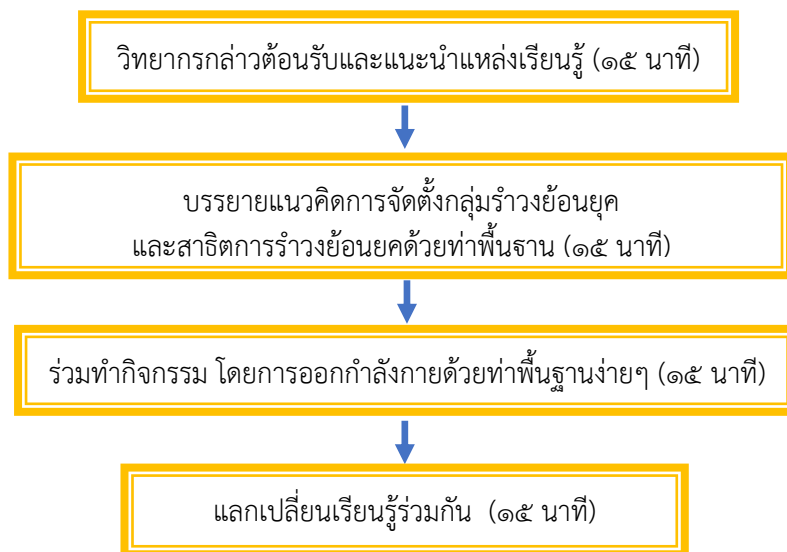 วิทยากรกล่าวต้อนรับและแนะนำแหล่งเรียนรู้ (๑๕ นาที)
บรรยายแนวคิดการจัดตั้งกลุ่มรำวงย้อนยุค
และสาธิตการรำวงย้อนยุคด้วยท่าพื้นฐาน (๑๕ นาที)
ร่วมทำกิจกรรม โดยการออกกำลังกายด้วยท่าพื้นฐานง่ายๆ (๑๕ นาที)
แลกเปลี่ยนเรียนรู้ร่วมกัน (๑๕ นาที)